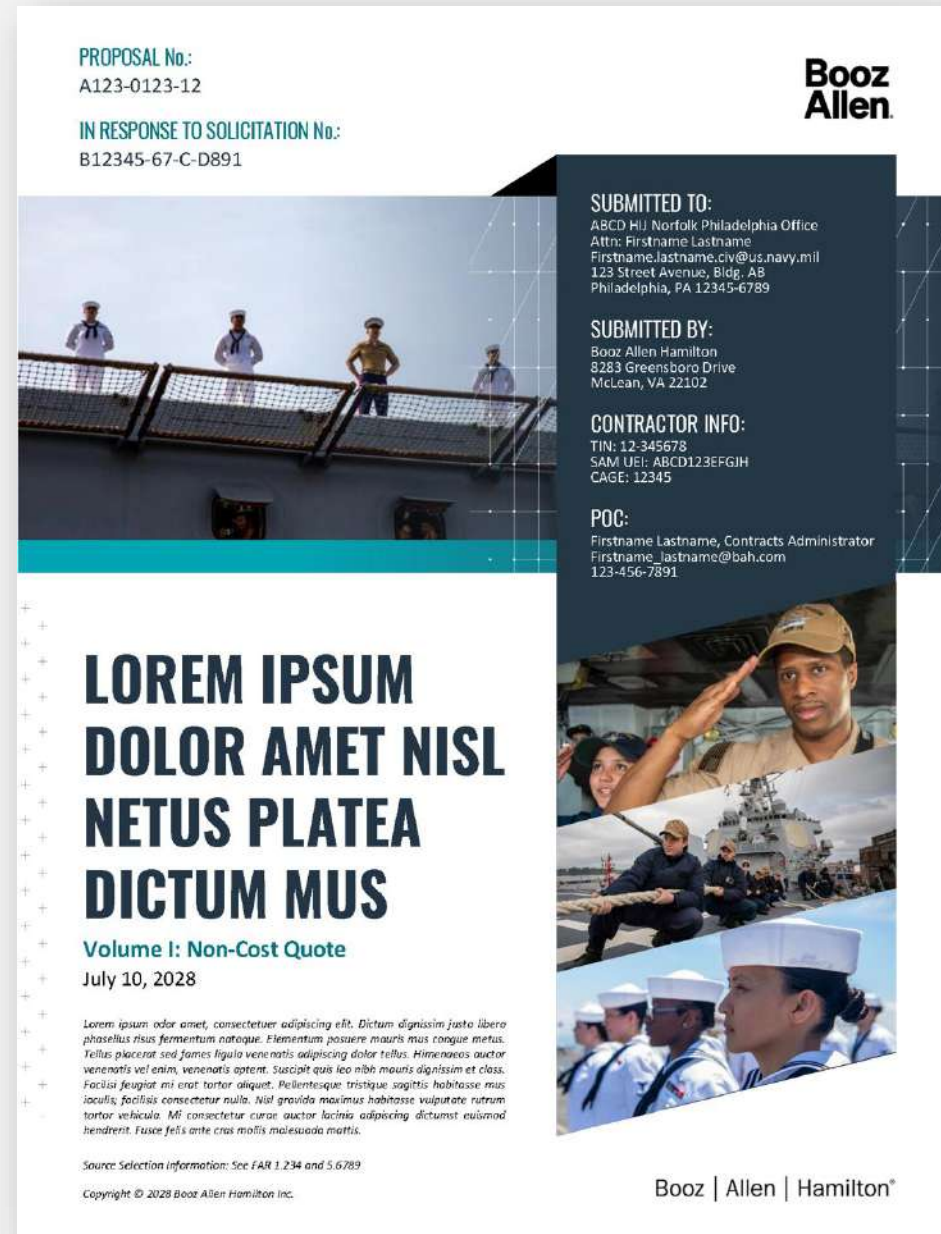 PROPOSAL No.:
A123-0123-12
IN RESPONSE TO SOLICITATION No.:
B12345-67-C-D891
Booz
Allen.
SUBMITTED TO:
ABCD HIJ Norfolk Philadelphia Office
Attn: Firstname Lastname
Firstname.lastname.civ@us.navy.mil
123 Street Avenue, Bldg. AB
Philadelphia, PA 12345-6789
SUBMITTED BY:
Booz Allen Hamilton
8283 Greensboro Drive
McLean, VA 22102
CONTRACTOR INFO:
TIN: 12-345678
SAM UEI: ABCD123EFGJH
CAGE: 12345
POC:
Firstname Lastname, Contracts Administrator
Firstname_lastname@bah.com
123-456-7891
LOREM IPSUM
DOLOR AMET NISL
NETUS PLATEA
DICTUM MUS
Volume I: Non-Cost Quote
July 10, 2028
Lorem ipsum odor amet, consectetuer adipiscing elit. Dictum dignissim justo libero
phasellus risus fermentum natoque. Elementum posuere mauris mus congue metus.
Tellus placerat sed fames ligula venenatis adipiscing dolor tellus. Himenaeos auctor
venenatis vel enim, venenatis aptent. Suscipit quis leo nibh mauris dignissim et class.
Facilisi feugiat mi erat tortor aliquet. Pellentesque tristique sagittis habitasse mus
iaculis; facilisis consectetur nulla. Nisl gravida maximus habitasse vulputate rutrum
tortor vehicula. Mi consectetur curae auctor lacinia adipiscing dictumst euismod
hendrerit. Fusce felis ante cras mollis malesuada mattis.
Source Selection Information: See FAR 1.234 and 5.6789
Copyright © 2028 Booz Allen Hamilton Inc.
Booz | Allen | Hamilton®